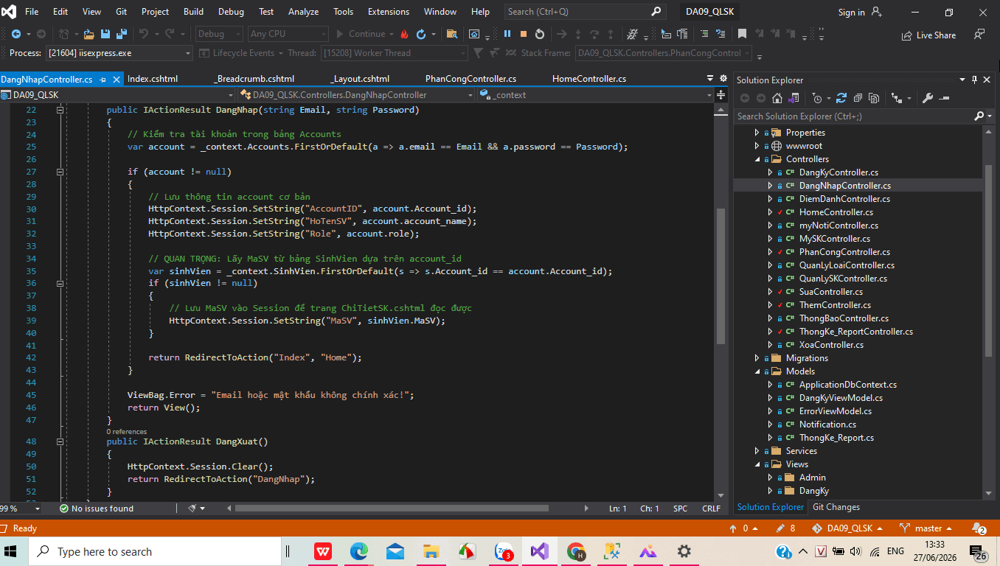 File Edit View Git Project Build Debug Test Analyze Tools Extensions Window Help Search (Ctrl+Q) DA09_QLSK Sign in
Debug Any CPU Continue Live Share
Process: [21604] iisexpress.exe Lifecycle Events Thread: [15208] Worker Thread Stack Frame: DA09_QLSK.Controllers.PhanCongControl
DangNhapController.cs Index.cshtml _Breadcrumb.cshtml _Layout.cshtml PhanCongController.cs HomeController.cs
DA09_QLSK DA09_QLSK.Controllers.DangNhapController _context
22 public IActionResult DangNhap(string Email, string Password)
23 {
24 // Kiểm tra tài khoản trong bảng Accounts
25 var account = _context.Accounts.FirstOrDefault(a => a.email == Email && a.password == Password);
26
27 if (account != null)
28 {
29 // Lưu thông tin account cơ bản
30 HttpContext.Session.SetString("AccountID", account.Account_id);
31 HttpContext.Session.SetString("HoTenSV", account.account_name);
32 HttpContext.Session.SetString("Role", account.role);
33
34 // QUAN TRỌNG: Lấy MaSV từ bảng SinhVien dựa trên account_id
35 var sinhVien = _context.SinhVien.FirstOrDefault(s => s.Account_id == account.Account_id);
36 if (sinhVien != null)
37 {
38 // Lưu MaSV vào Session để trang ChiTietSK.cshtml đọc được
39 HttpContext.Session.SetString("MaSV", sinhVien.MaSV);
40 }
41
42 return RedirectToAction("Index", "Home");
43 }
44
45 ViewBag.Error = "Email hoặc mật khẩu không chính xác!";
46 return View();
47 }
0 references
48 public IActionResult DangXuat()
49 {
50 HttpContext.Session.Clear();
51 return RedirectToAction("DangNhap");
52 }
99 % No issues found Ln: 1 Ch: 1 SPC CRLF
Solution Explorer
Search Solution Explorer (Ctrl+;)
Properties
wwwroot
Controllers
C# DangKyController.cs
C# DangNhapController.cs
C# DiemDanhController.cs
C# HomeController.cs
C# myNotiController.cs
C# MySKController.cs
C# PhanCongController.cs
C# QuanLyLoaiController.cs
C# QuanLySKController.cs
C# SuaController.cs
C# ThemController.cs
C# ThongBaoController.cs
C# ThongKe_ReportController.cs
C# XoaController.cs
Migrations
Models
C# ApplicationDbContext.cs
C# DangKyViewModel.cs
C# ErrorViewModel.cs
C# Notification.cs
C# ThongKe_Report.cs
Services
Views
Admin
DangKy
Solution Explorer Git Changes
Ready 0 8 DA09_QLSK master 2
Type here to search W Zalo 3 H V ENG 13:33
27/06/2026 26